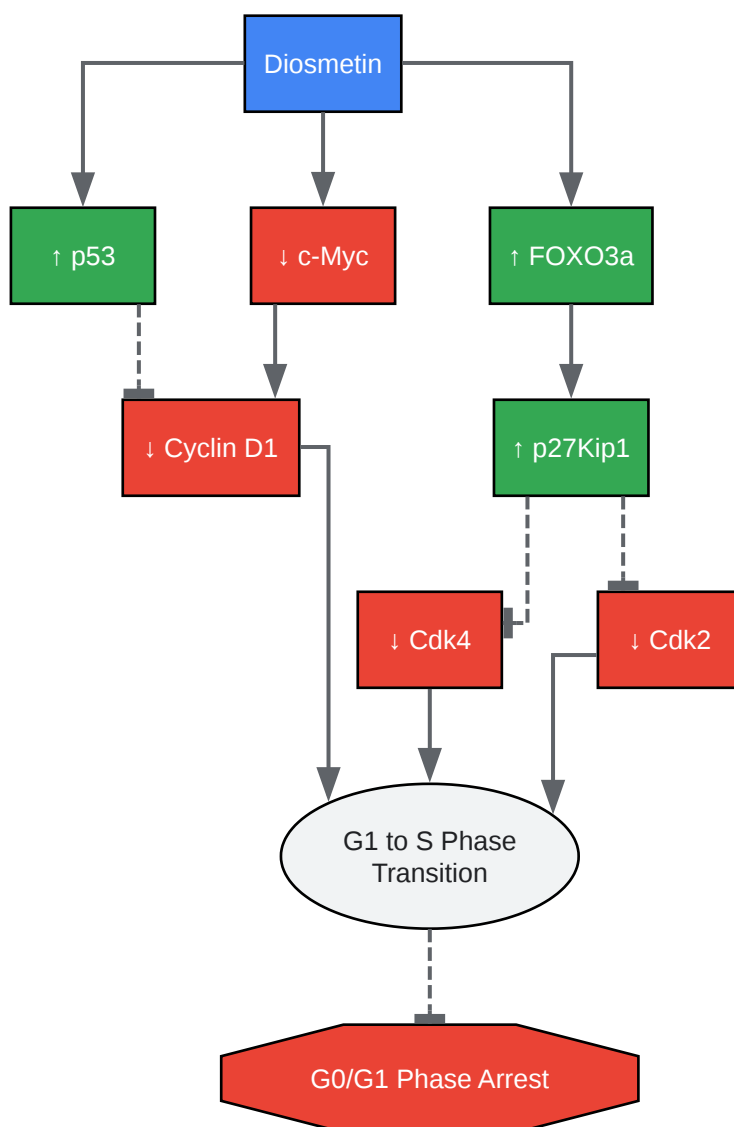 Diosmetin
↑ p53
↓ c-Myc
↑ FOXO3a
↓ Cyclin D1
↑ p27Kip1
↓ Cdk4
↓ Cdk2
G1 to S Phase
Transition
G0/G1 Phase Arrest